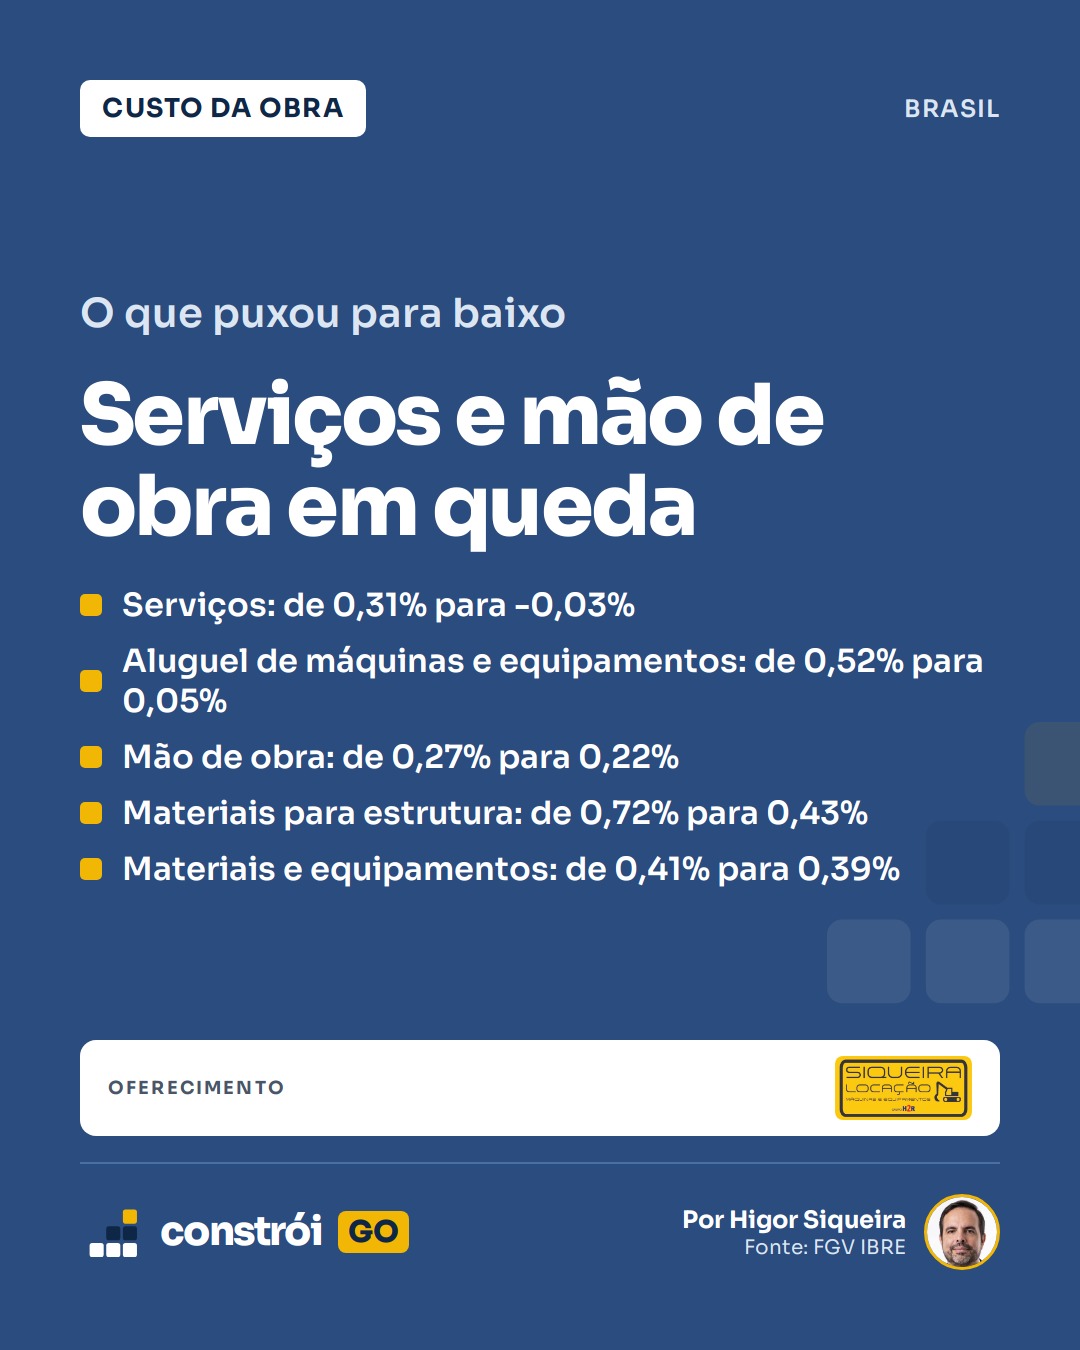 CUSTO DA OBRA
BRASIL
O que puxou para baixo
Serviços e mão de
obra em queda
Serviços: de 0,31% para -0,03%
Aluguel de máquinas e equipamentos: de 0,52% para
0,05%
Mão de obra: de 0,27% para 0,22%
Materiais para estrutura: de 0,72% para 0,43%
Materiais e equipamentos: de 0,41% para 0,39%
OFERECIMENTO
SIQUEIRA
LOCAÇÃO
MÁQUINAS E EQUIPAMENTOS
H2R
constrói GO
Por Higor Siqueira
Fonte: FGV IBRE